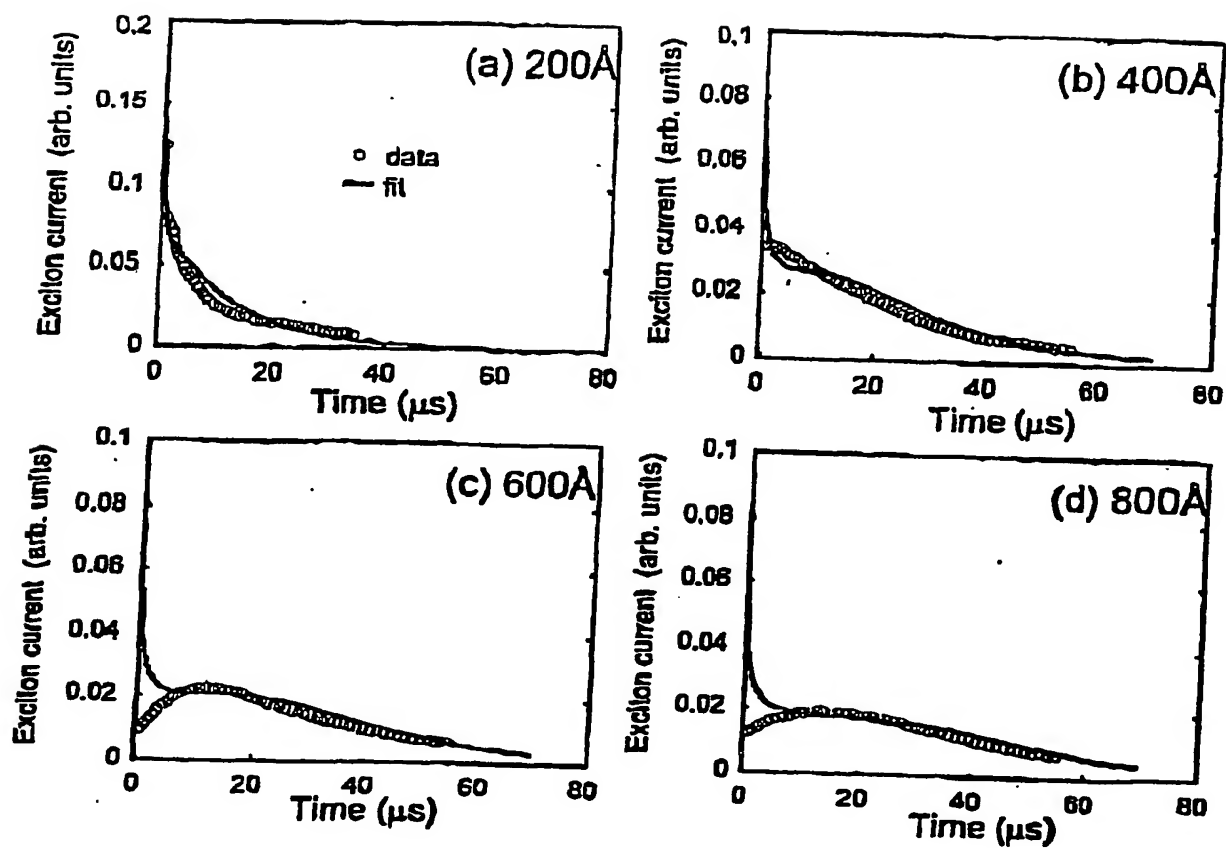 (a) 200Å
Exciton current (arb. units)
0.2
0.15
0.1
0.05
0
data
fit
0 20 40 60 80
Time (μs)
(b) 400Å
Exciton current (arb. units)
0.1
0.08
0.06
0.04
0.02
0
0 20 40 60 80
Time (μs)
(c) 600Å
Exciton current (arb. units)
0.1
0.08
0.06
0.04
0.02
0
0 20 40 60 80
Time (μs)
(d) 800Å
Exciton current (arb. units)
0.1
0.08
0.06
0.04
0.02
0
0 20 40 60 80
Time (μs)